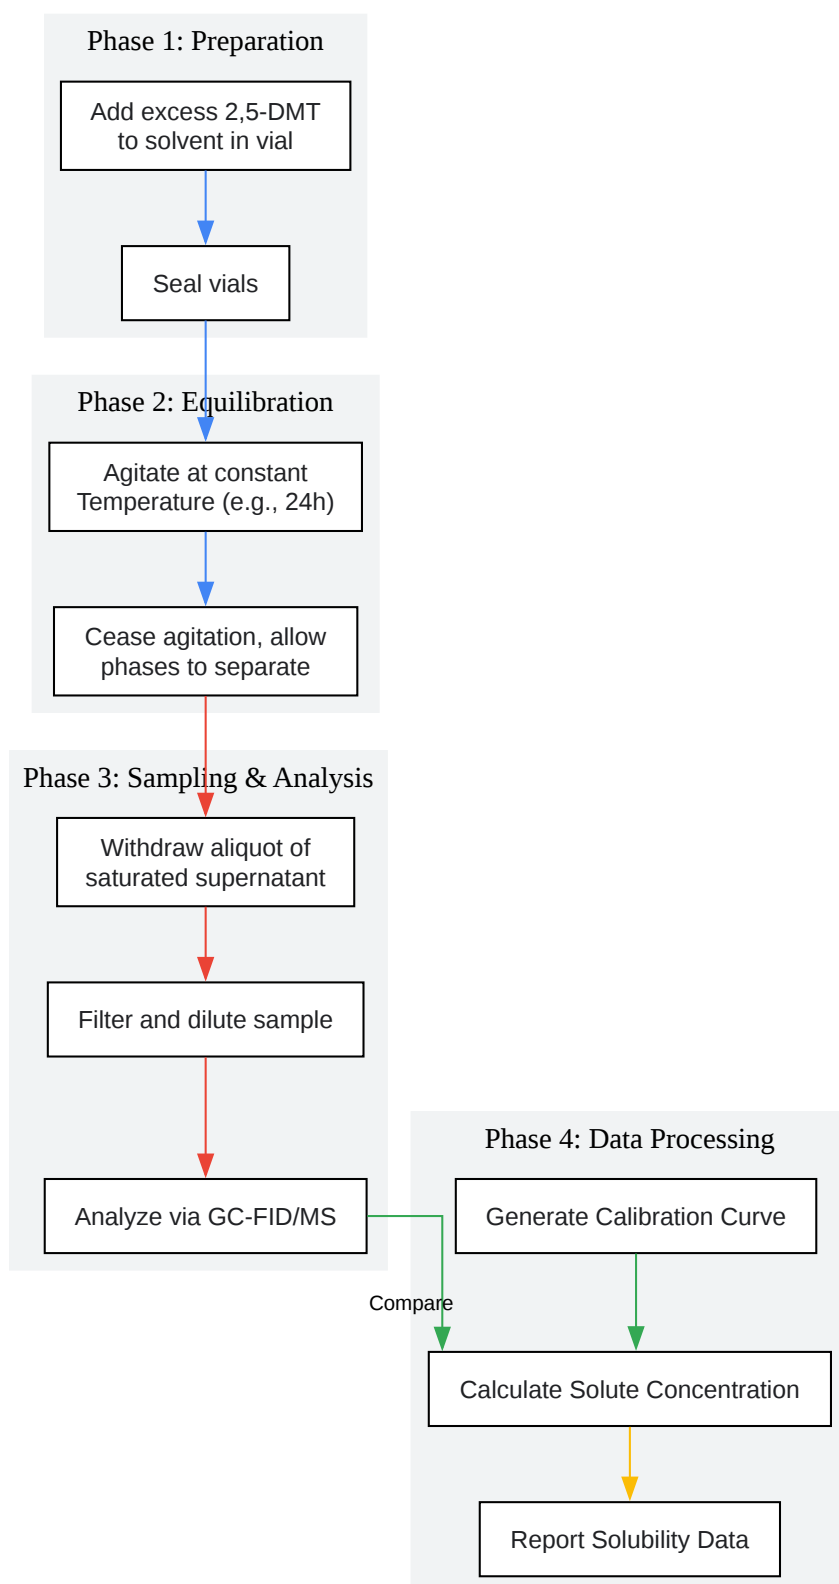 Phase 1: Preparation
Add excess 2,5-DMT
to solvent in vial
Seal vials
Phase 2: Equilibration
Agitate at constant
Temperature (e.g., 24h)
Cease agitation, allow
phases to separate
Phase 3: Sampling & Analysis
Withdraw aliquot of
saturated supernatant
Filter and dilute sample
Analyze via GC-FID/MS
Phase 4: Data Processing
Generate Calibration Curve
Compare
Calculate Solute Concentration
Report Solubility Data